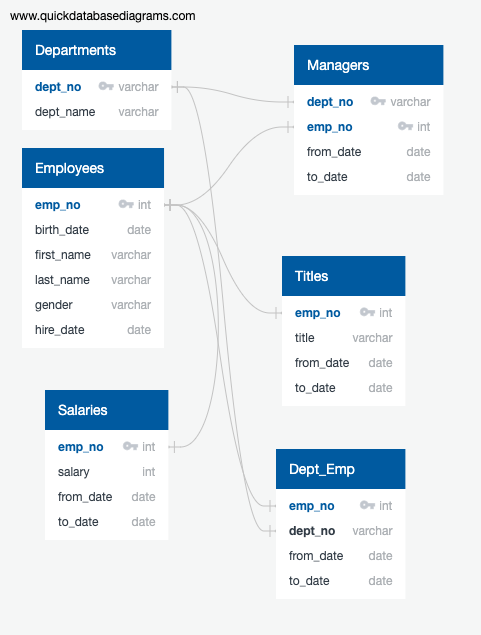 www.quickdatabasediagrams.com
Departments
dept_no varchar
dept_name varchar
Managers
dept_no varchar
emp_no int
from_date date
to_date date
Employees
emp_no int
birth_date date
first_name varchar
last_name varchar
gender varchar
hire_date date
Titles
emp_no int
title varchar
from_date date
to_date date
Salaries
emp_no int
salary int
from_date date
to_date date
Dept_Emp
emp_no int
dept_no varchar
from_date date
to_date date